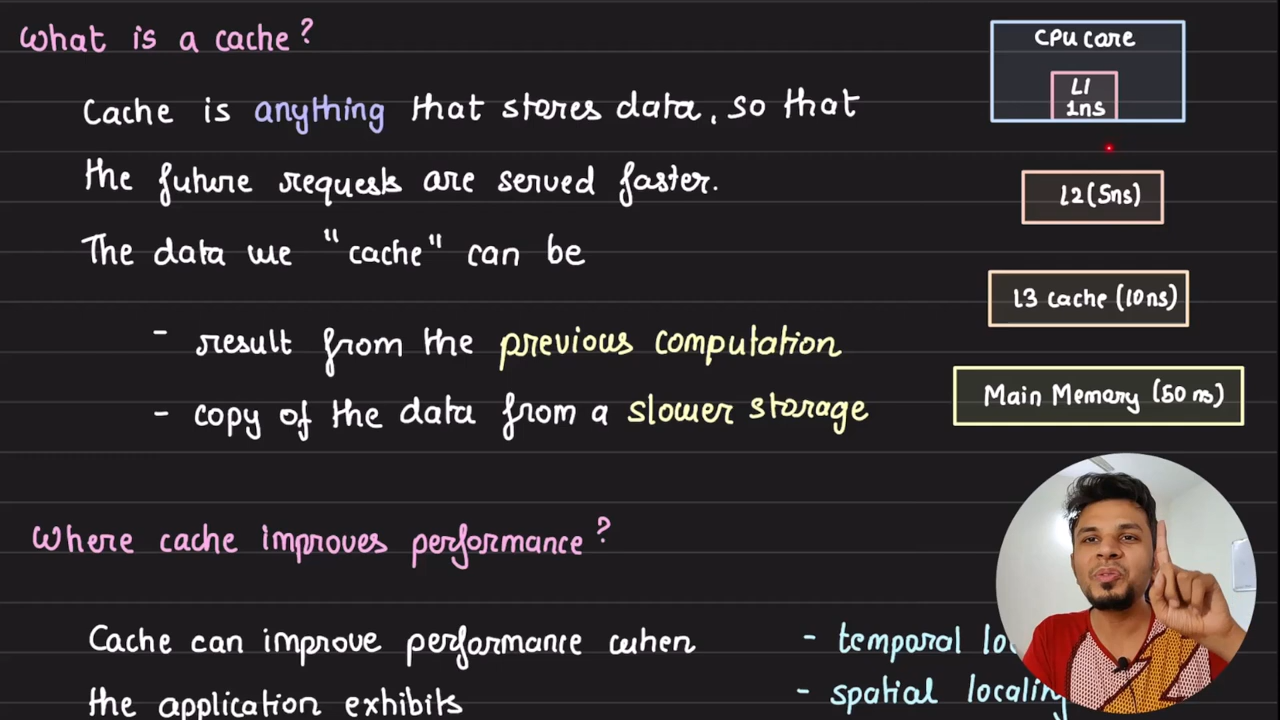 What is a cache?
Cache is anything that stores data, so that
the future requests are served faster.
The data we "cache" can be
- result from the previous computation
- copy of the data from a slower storage
CPU core
L1
1ns
L2 (5ns)
L3 cache (10ns)
Main Memory (50 ns)
Where cache improves performance?
Cache can improve performance when
the application exhibits
- temporal
- spatial